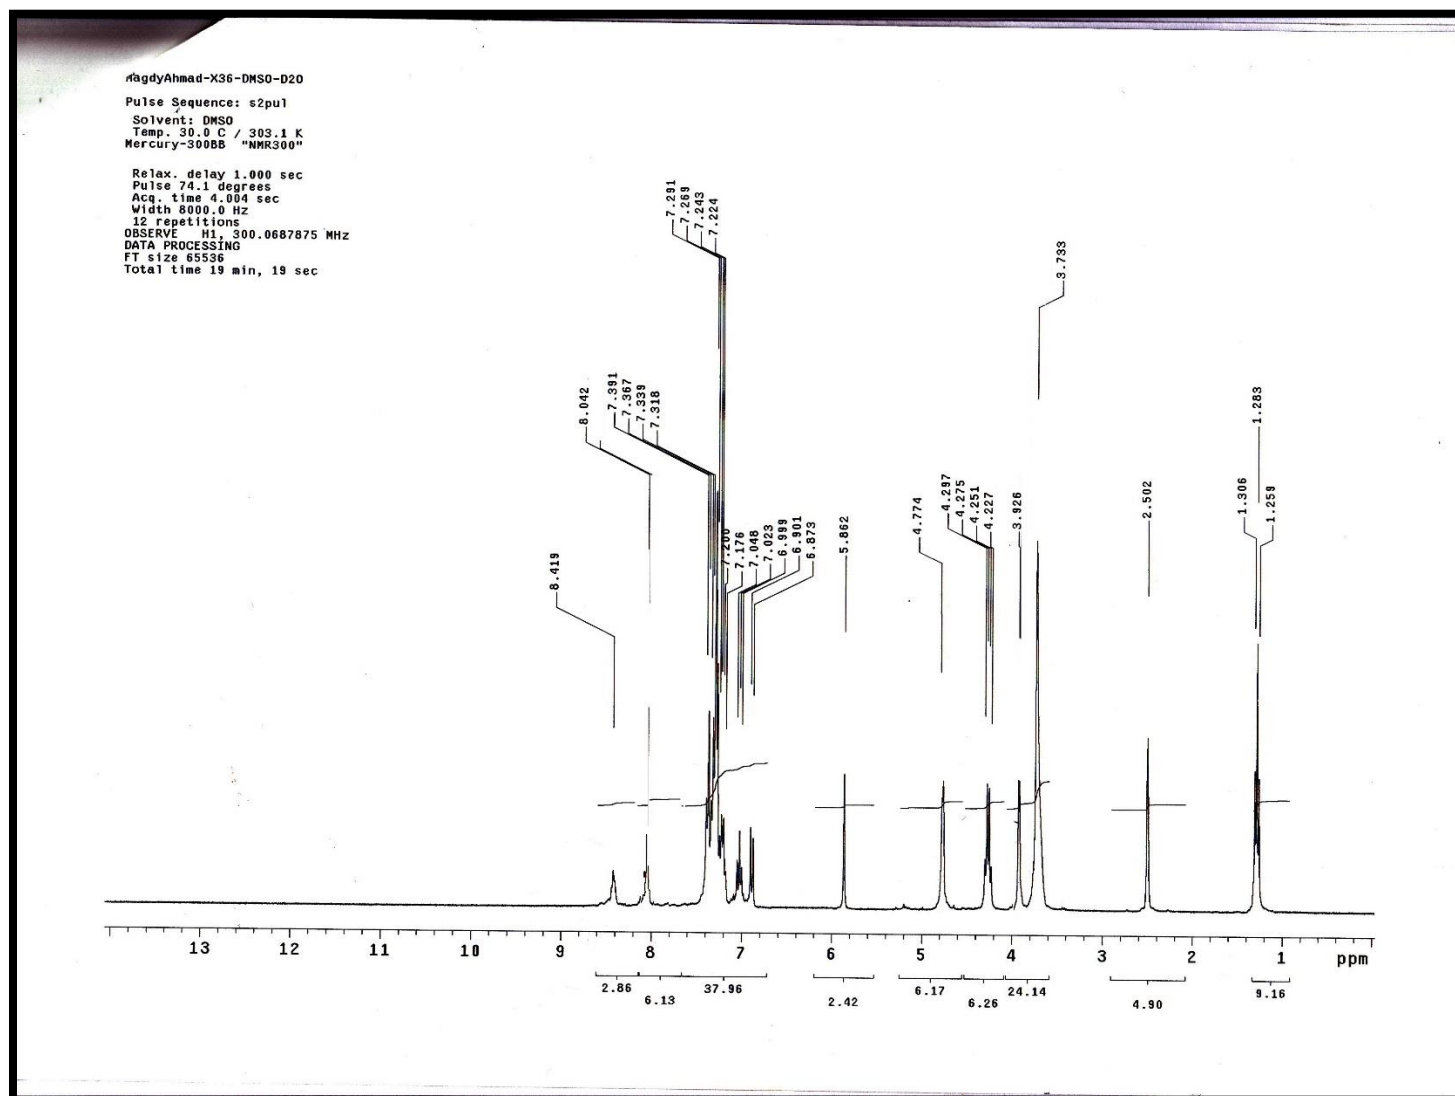 MagdyAhmad-X36-DMSO-D2O
Pulse Sequence: s2pul
Solvent: DMSO
Temp. 30.0 C / 303.1 K
Mercury-300BB "NMR300"
Relax. delay 1.000 sec
Pulse 74.1 degrees
Acq. time 4.004 sec
Width 8000.0 Hz
12 repetitions
OBSERVE H1, 300.0687875 MHz
DATA PROCESSING
FT size 65536
Total time 19 min, 19 sec
8.419
8.042
7.391
7.367
7.339
7.318
7.291
7.269
7.243
7.224
7.200
7.176
7.048
7.023
6.999
6.901
6.873
5.862
4.774
4.297
4.275
4.251
4.227
3.926
3.733
2.502
1.306
1.283
1.259
13 12 11 10 9 8 7 6 5 4 3 2 1 ppm
2.86 37.96 6.17 24.14 9.16
6.13 2.42 6.26 4.90